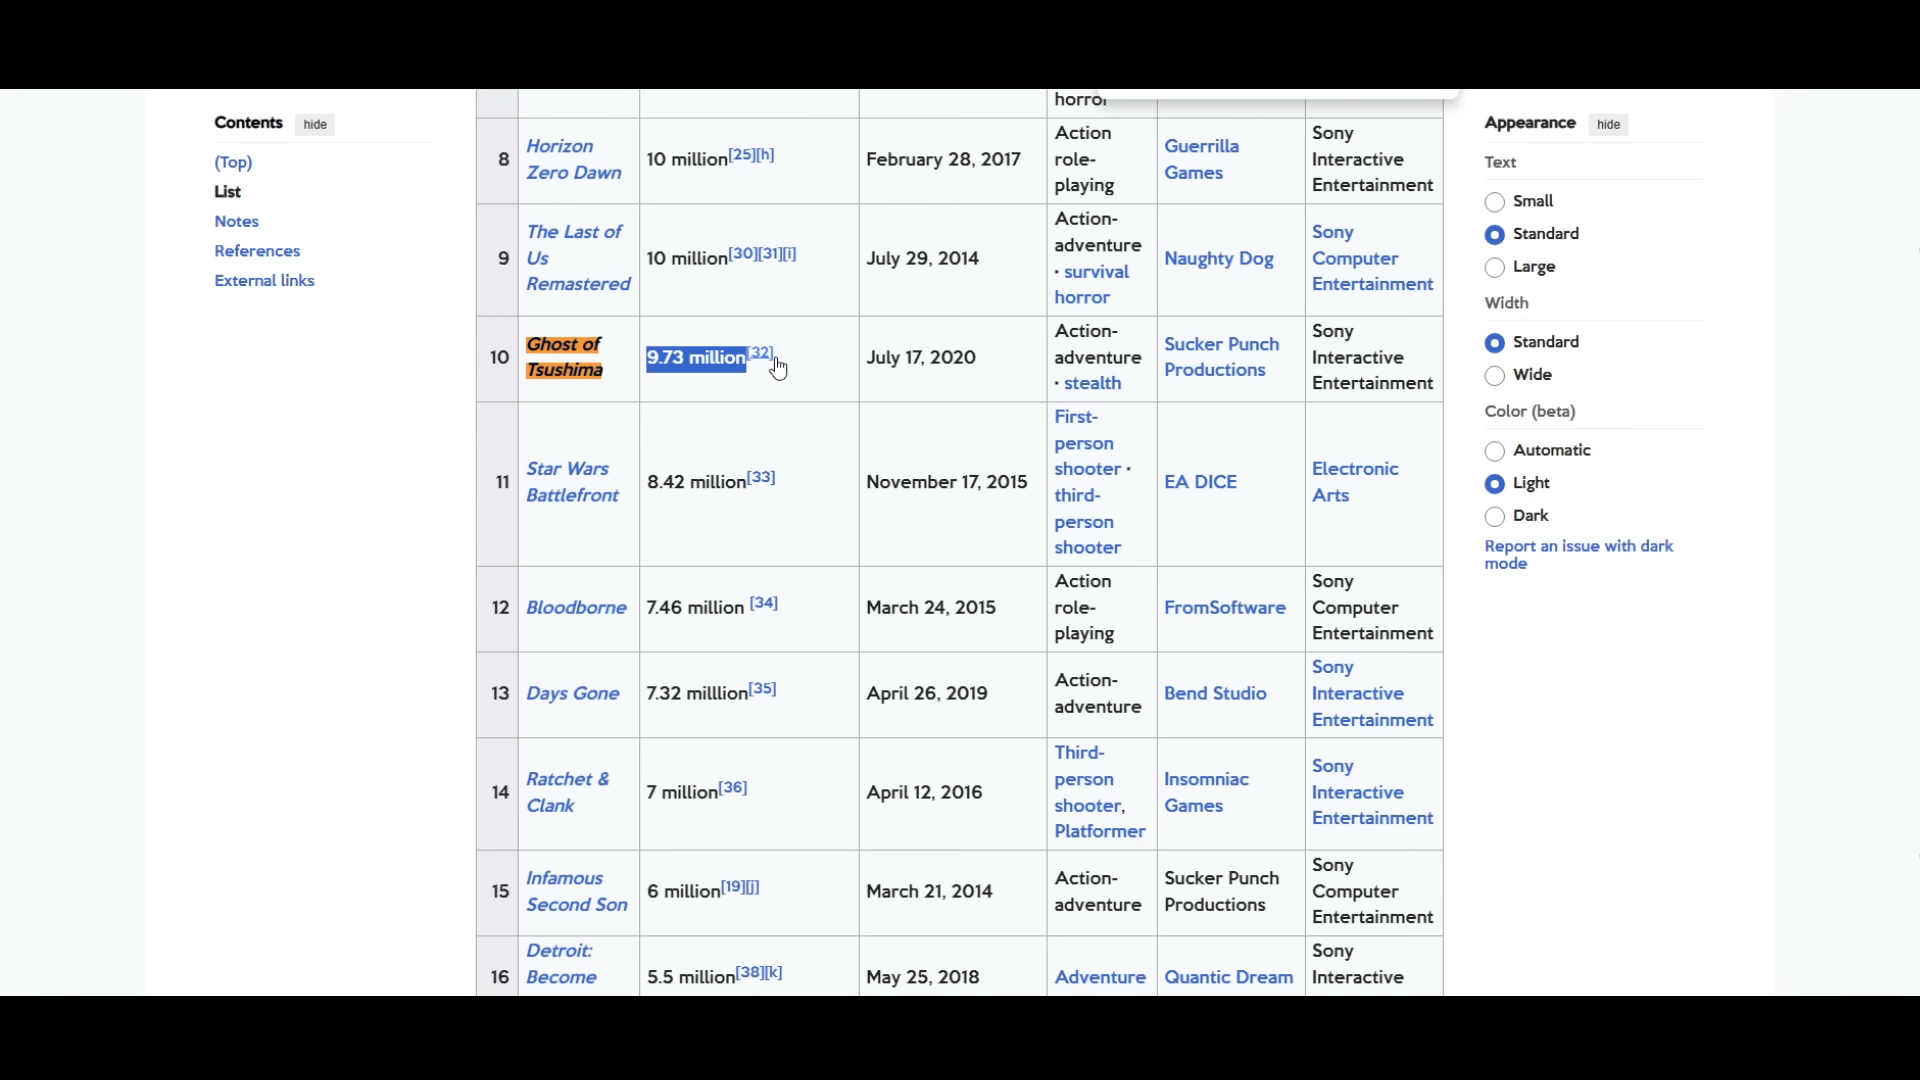 Contents hide
(Top)
List
Notes
References
External links
horror
8
Horizon
Zero Dawn
10 million[25][h]
February 28, 2017
Action
role-
playing
Guerrilla
Games
Sony
Interactive
Entertainment
9
The Last of
Us
Remastered
10 million[30][31][i]
July 29, 2014
Action-
adventure
· survival
horror
Naughty Dog
Sony
Computer
Entertainment
10
Ghost of
Tsushima
9.73 million[32]
July 17, 2020
Action-
adventure
· stealth
Sucker Punch
Productions
Sony
Interactive
Entertainment
11
Star Wars
Battlefront
8.42 million[33]
November 17, 2015
First-
person
shooter ·
third-
person
shooter
EA DICE
Electronic
Arts
12
Bloodborne
7.46 million [34]
March 24, 2015
Action
role-
playing
FromSoftware
Sony
Computer
Entertainment
13
Days Gone
7.32 milllion[35]
April 26, 2019
Action-
adventure
Bend Studio
Sony
Interactive
Entertainment
14
Ratchet &
Clank
7 million[36]
April 12, 2016
Third-
person
shooter,
Platformer
Insomniac
Games
Sony
Interactive
Entertainment
15
Infamous
Second Son
6 million[19][j]
March 21, 2014
Action-
adventure
Sucker Punch
Productions
Sony
Computer
Entertainment
16
Detroit:
Become
5.5 million[38][k]
May 25, 2018
Adventure
Quantic Dream
Sony
Interactive
Appearance hide
Text
Small
Standard
Large
Width
Standard
Wide
Color (beta)
Automatic
Light
Dark
Report an issue with dark
mode